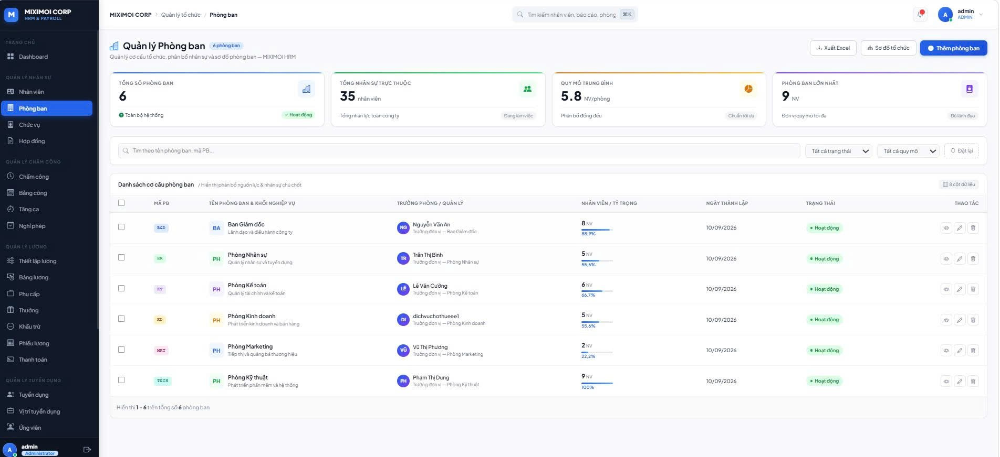 MIXIMOI CORP
HRM & PAYROLL
TRANG CHỦ
Dashboard
QUẢN LÝ NHÂN SỰ
Nhân viên
Phòng ban
Chức vụ
Hợp đồng
QUẢN LÝ CHẤM CÔNG
Chấm công
Bảng công
Tăng ca
Nghỉ phép
QUẢN LÝ LƯƠNG
Thiết lập lương
Bảng lương
Phụ cấp
Thưởng
Khấu trừ
Phiếu lương
Thanh toán
QUẢN LÝ TUYỂN DỤNG
Tuyển dụng
Vị trí tuyển dụng
Ứng viên
A admin
Administrator
MIXIMOI CORP > Quản lý tổ chức / Phòng ban
Tìm kiếm nhân viên, báo cáo, phòng ⌘K
A admin
ADMIN
Quản lý Phòng ban 6 phòng ban
Quản lý cơ cấu tổ chức, phân bổ nhân sự và sơ đồ phòng ban — MIXIMOI HRM
Xuất Excel Sơ đồ tổ chức Thêm phòng ban
TỔNG SỐ PHÒNG BAN
6
Toàn bộ hệ thống ✓ Hoạt động
TỔNG NHÂN SỰ TRỰC THUỘC
35 nhân viên
Tổng nhân lực toàn công ty Đang làm việc
QUY MÔ TRUNG BÌNH
5.8 NV/phòng
Phân bổ đồng đều Chuẩn tối ưu
PHÒNG BAN LỚN NHẤT
9 NV
Đơn vị quy mô tối đa Đủ lãnh đạo
Tìm theo tên phòng ban, mã PB... Tất cả trạng thái Tất cả quy mô Đặt lại
Danh sách cơ cấu phòng ban / Hiển thị phân bổ nguồn lực & nhân sự chủ chốt 8 cột dữ liệu
MÃ PB TÊN PHÒNG BAN & KHỐI NGHIỆP VỤ TRƯỞNG PHÒNG / QUẢN LÝ NHÂN VIÊN / TỶ TRỌNG NGÀY THÀNH LẬP TRẠNG THÁI THAO TÁC
BGD BA Ban Giám đốc NG Nguyễn Văn An 8 NV 10/09/2026 Hoạt động
Lãnh đạo và điều hành công ty Trưởng đơn vị — Ban Giám đốc 88,9%
HR PH Phòng Nhân sự TR Trần Thị Bình 5 NV 10/09/2026 Hoạt động
Quản lý nhân sự và tuyển dụng Trưởng đơn vị — Phòng Nhân sự 55,6%
KT PH Phòng Kế toán LÊ Lê Văn Cường 6 NV 10/09/2026 Hoạt động
Quản lý tài chính và kế toán Trưởng đơn vị — Phòng Kế toán 66,7%
KD PH Phòng Kinh doanh DI dichvuchothueee1 5 NV 10/09/2026 Hoạt động
Phát triển kinh doanh và bán hàng Trưởng đơn vị — Phòng Kinh doanh 55,6%
MKT PH Phòng Marketing VŨ Vũ Thị Phương 2 NV 10/09/2026 Hoạt động
Tiếp thị và quảng bá thương hiệu Trưởng đơn vị — Phòng Marketing 22,2%
TECH PH Phòng Kỹ thuật PH Phạm Thị Dung 9 NV 10/09/2026 Hoạt động
Phát triển phần mềm và hệ thống Trưởng đơn vị — Phòng Kỹ thuật 100%
Hiển thị 1 - 6 trên tổng số 6 phòng ban